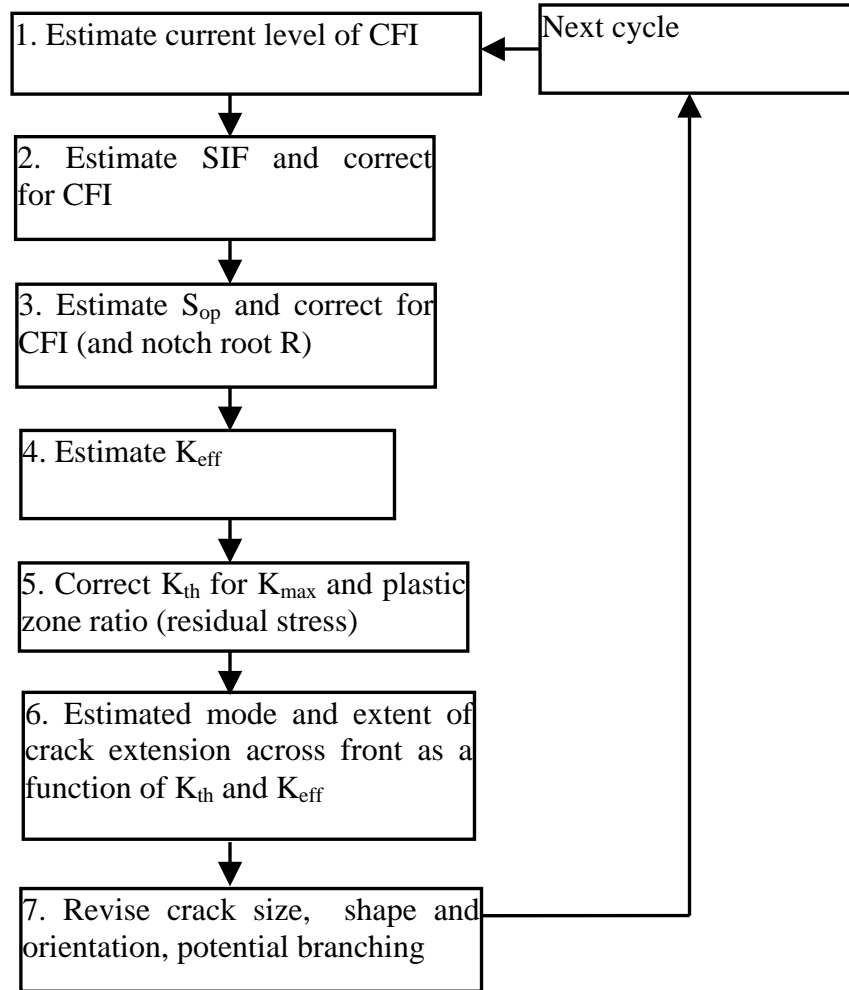 1. Estimate current level of CFI
Next cycle
2. Estimate SIF and correct
for CFI
3. Estimate Sop and correct for
CFI (and notch root R)
4. Estimate Keff
5. Correct Kth for Kmax and plastic
zone ratio (residual stress)
6. Estimated mode and extent of
crack extension across front as a
function of Kth and Keff
7. Revise crack size, shape and
orientation, potential branching